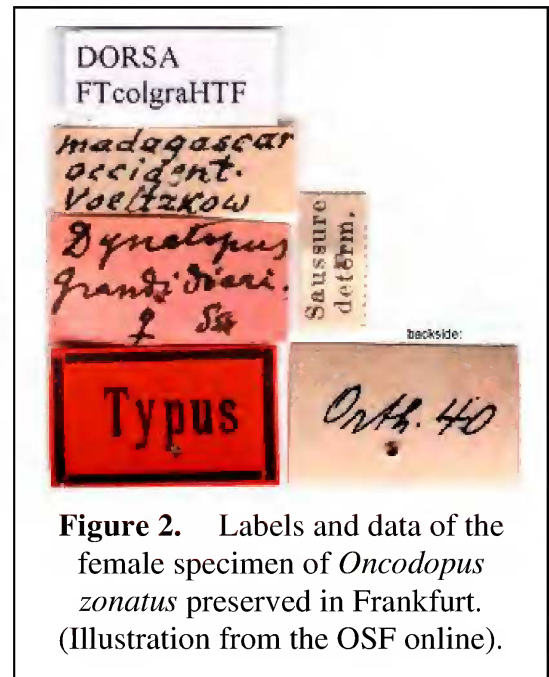 DORSA
FTcolgraHTF
madagascar
occident.
Voeltzkow
Dynatopus
grandidieri.
♀ Ss
Saussure
determ.
backside:
Typus
Orth. 40
Figure 2. Labels and data of the
female specimen of Oncodopus
zonatus preserved in Frankfurt.
(Illustration from the OSF online).